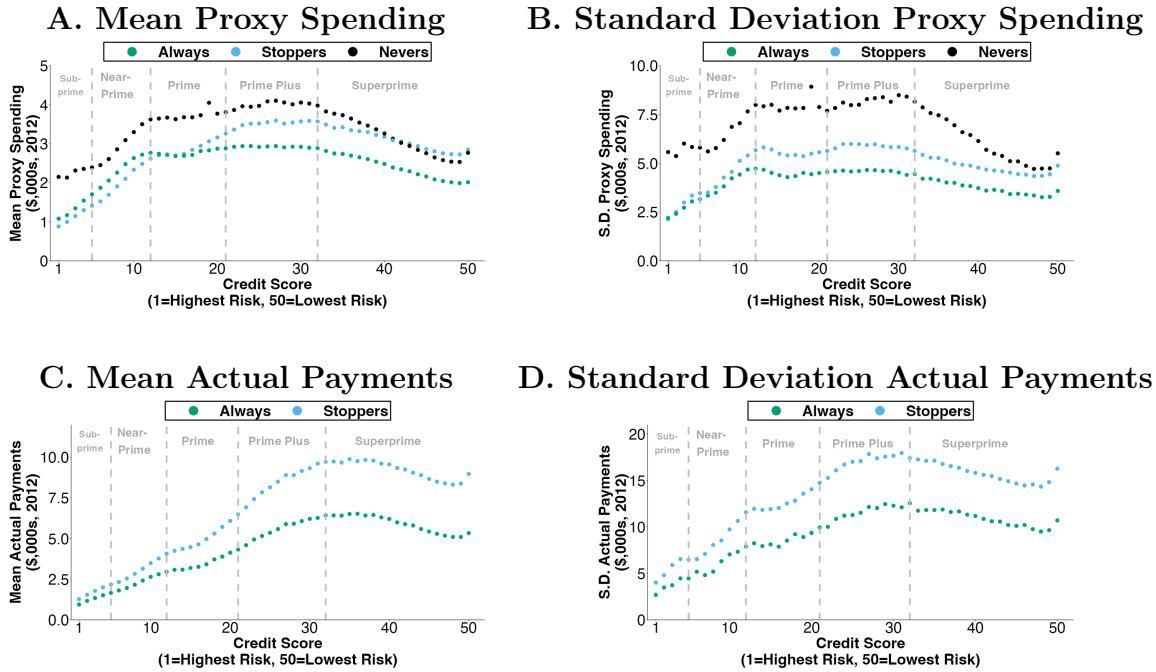 A. Mean Proxy Spending
Always Stoppers Nevers
Sub-
prime
Near-
Prime
Prime
Prime Plus
Superprime
5
4
3
2
1
0
Mean Proxy Spending
($,000s, 2012)
1 10 20 30 40 50
Credit Score
(1=Highest Risk, 50=Lowest Risk)
B. Standard Deviation Proxy Spending
Always Stoppers Nevers
Sub-
prime
Near-
Prime
Prime
Prime Plus
Superprime
10.0
7.5
5.0
2.5
0
S.D. Proxy Spending
($,000s, 2012)
1 10 20 30 40 50
Credit Score
(1=Highest Risk, 50=Lowest Risk)
C. Mean Actual Payments
Always Stoppers
Sub-
prime
Near-
Prime
Prime
Prime Plus
Superprime
10.0
7.5
5.0
2.5
0.0
Mean Actual Payments
($,000s, 2012)
1 10 20 30 40 50
Credit Score
(1=Highest Risk, 50=Lowest Risk)
D. Standard Deviation Actual Payments
Always Stoppers
Sub-
prime
Near-
Prime
Prime
Prime Plus
Superprime
20
15
10
5
0
S.D. Actual Payments
($,000s, 2012)
1 10 20 30 40 50
Credit Score
(1=Highest Risk, 50=Lowest Risk)